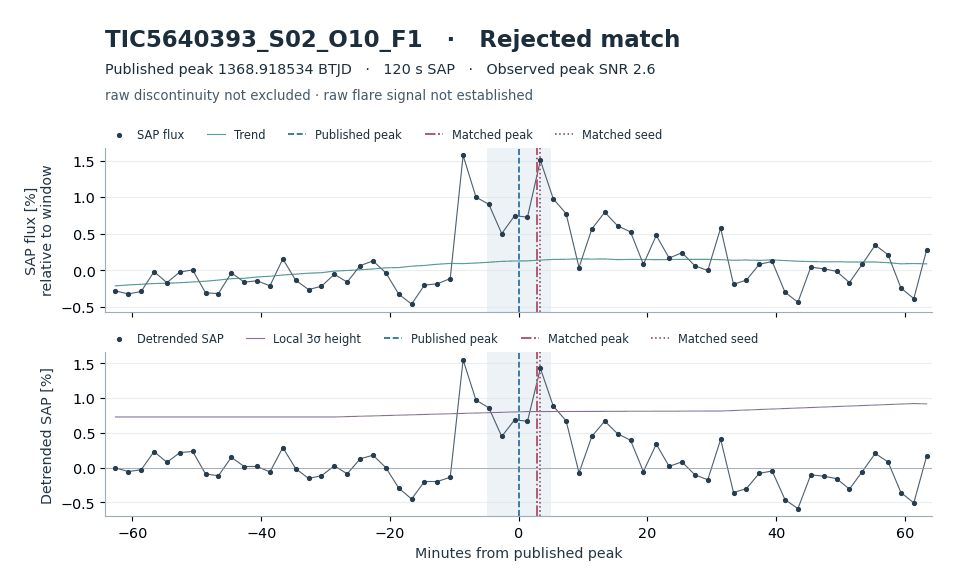 TIC5640393_S02_O10_F1 · Rejected match
Published peak 1368.918534 BTJD · 120 s SAP · Observed peak SNR 2.6
raw discontinuity not excluded · raw flare signal not established
SAP flux Trend Published peak Matched peak Matched seed
SAP flux [%]
relative to window
1.5
1.0
0.5
0.0
−0.5
Detrended SAP Local 3σ height Published peak Matched peak Matched seed
Detrended SAP [%]
1.5
1.0
0.5
0.0
−0.5
−60 −40 −20 0 20 40 60
Minutes from published peak